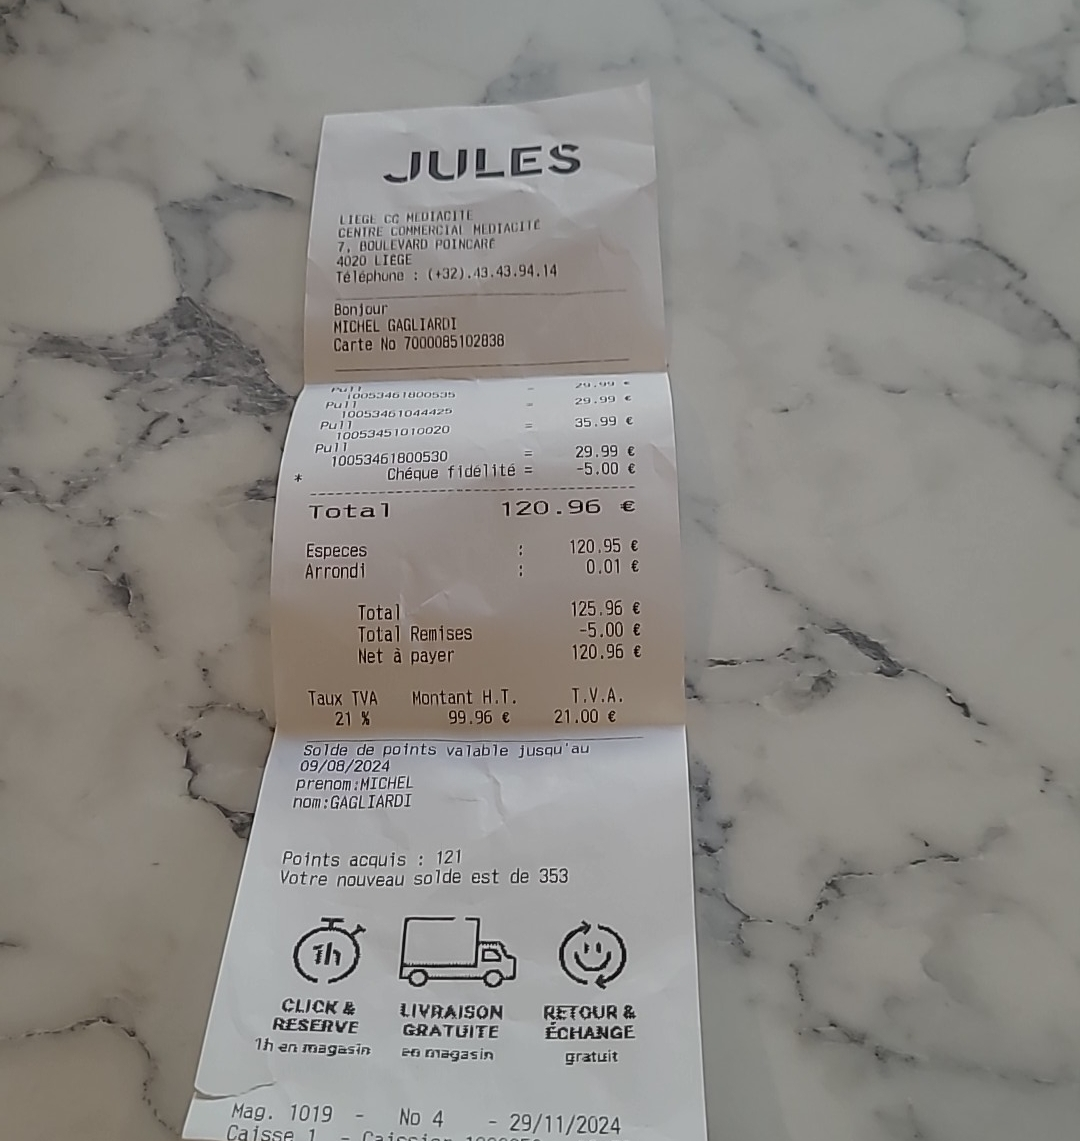 JULES
LIEGE CC MEDIACITE
CENTRE COMMERCIAL MEDIACITÉ
7, BOULEVARD POINCARÉ
4020 LIÈGE
Téléphone : (+32).43.43.94.14
Bonjour
MICHEL GAGLIARDI
Carte No 7000085102838
Pull = 29.99 €
10053461800535
Pull = 29.99 €
10053461044425
Pull = 35.99 €
10053451010020
Pull = 29.99 €
10053461800530
* Chéque fidélité = -5.00 €
Total 120.96 €
Especes : 120.95 €
Arrondi : 0.01 €
Total 125.96 €
Total Remises -5.00 €
Net à payer 120.96 €
Taux TVA Montant H.T. T.V.A.
21 % 99.96 € 21.00 €
Solde de points valable jusqu'au
09/08/2024
prenom:MICHEL
nom:GAGLIARDI
Points acquis : 121
Votre nouveau solde est de 353
1h
CLICK & LIVRAISON RETOUR &
RESERVE GRATUITE ÉCHANGE
1h en magasin en magasin gratuit
Mag. 1019 - No 4 - 29/11/2024
Caisse 1 - Caissier